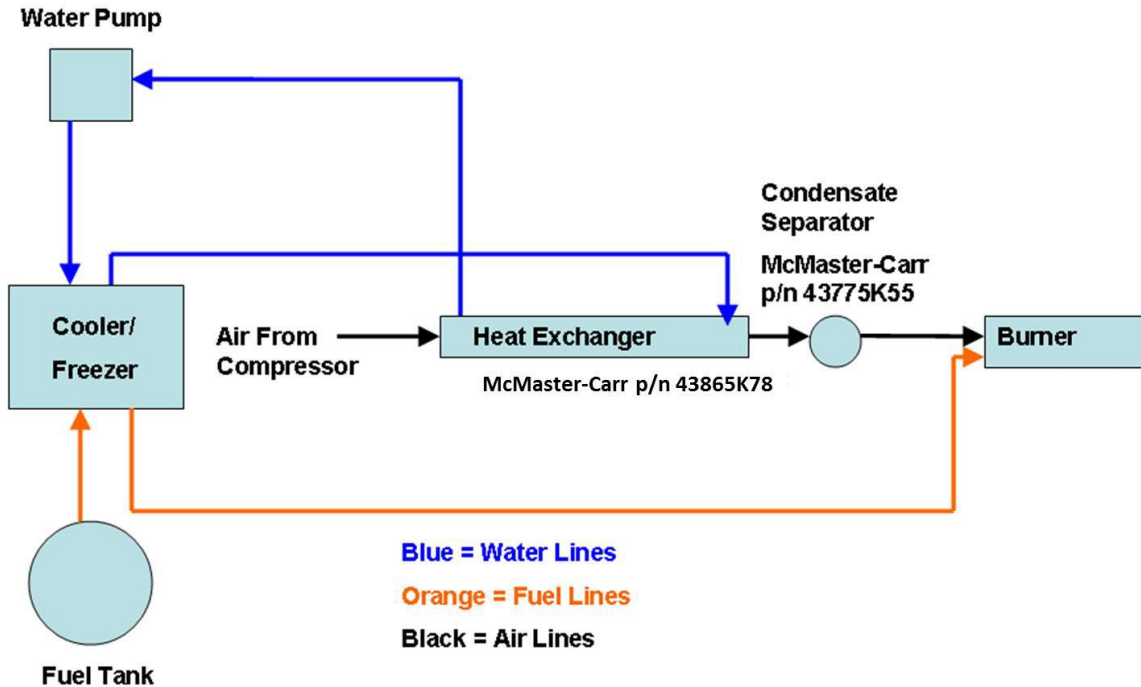 Water Pump
Condensate
Separator
McMaster-Carr
p/n 43775K55
Cooler/
Freezer
Air From
Compressor
Heat Exchanger
Burner
McMaster-Carr p/n 43865K78
Blue = Water Lines
Orange = Fuel Lines
Black = Air Lines
Fuel Tank